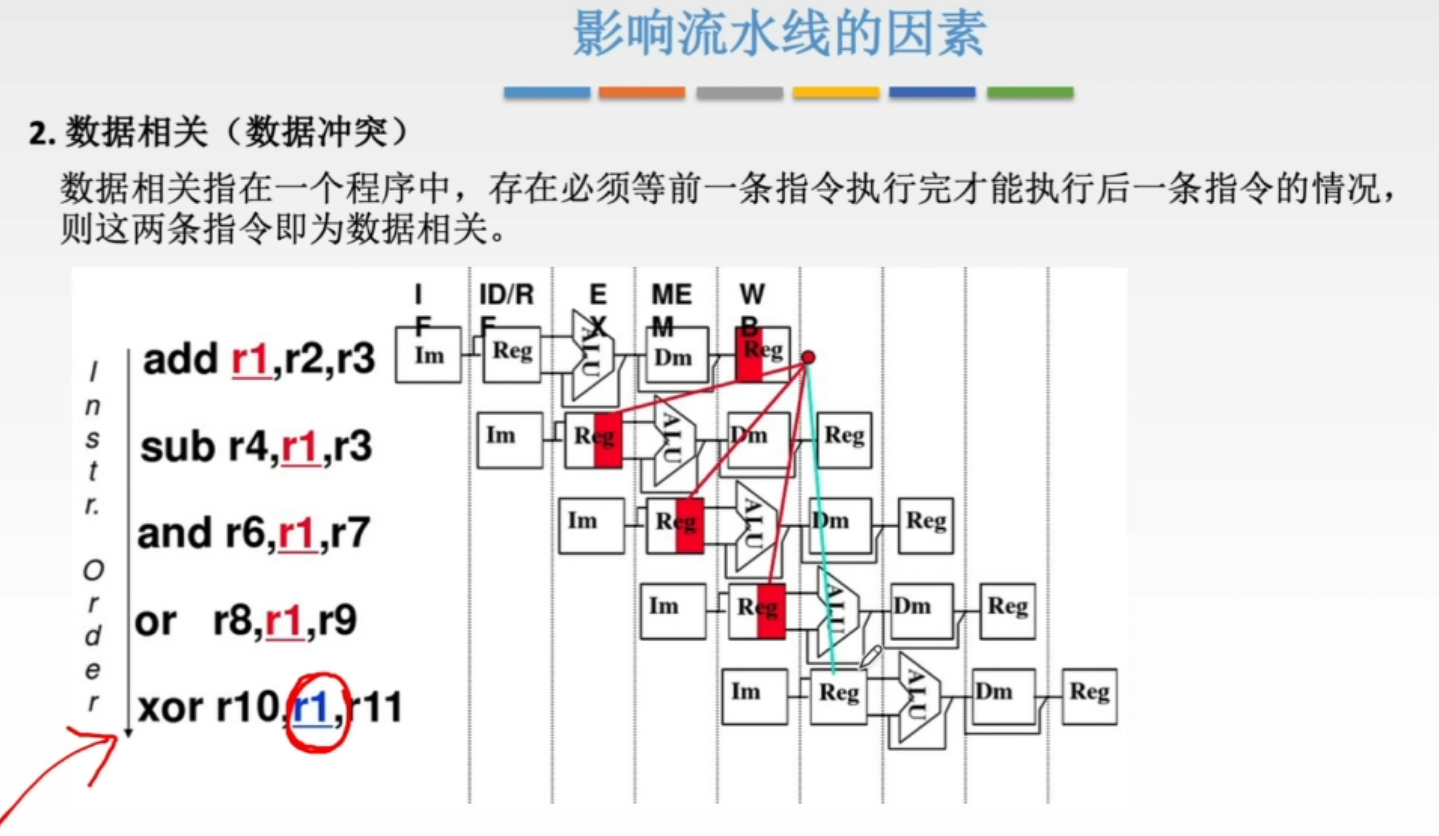 影响流水线的因素
2. 数据相关（数据冲突）
数据相关指在一个程序中，存在必须等前一条指令执行完才能执行后一条指令的情况，
则这两条指令即为数据相关。
Instr. Order
IF ID/RF EX MEM WB
add r1,r2,r3 Im Reg ALU Dm Reg
sub r4,r1,r3 Im Reg ALU Dm Reg
and r6,r1,r7 Im Reg ALU Dm Reg
or r8,r1,r9 Im Reg ALU Dm Reg
xor r10,r1,r11 Im Reg ALU Dm Reg